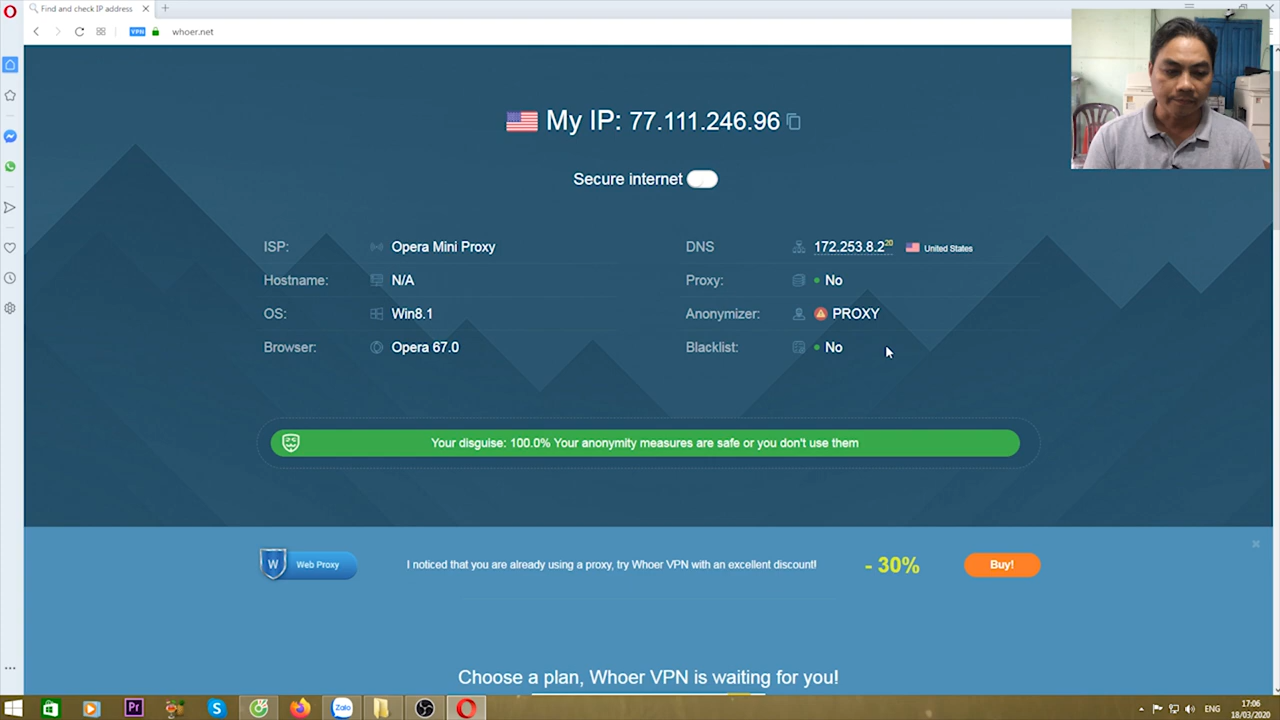 Find and check IP address
VPN whoer.net
My IP: 77.111.246.96
Secure internet
ISP: Opera Mini Proxy
Hostname: N/A
OS: Win8.1
Browser: Opera 67.0
DNS 172.253.8.2 20 United States
Proxy: No
Anonymizer: PROXY
Blacklist: No
Your disguise: 100.0% Your anonymity measures are safe or you don't use them
W Web Proxy
I noticed that you are already using a proxy, try Whoer VPN with an excellent discount!
- 30%
Buy!
Choose a plan, Whoer VPN is waiting for you!
Pr
S
Zalo
ENG
17:06
18/03/2020